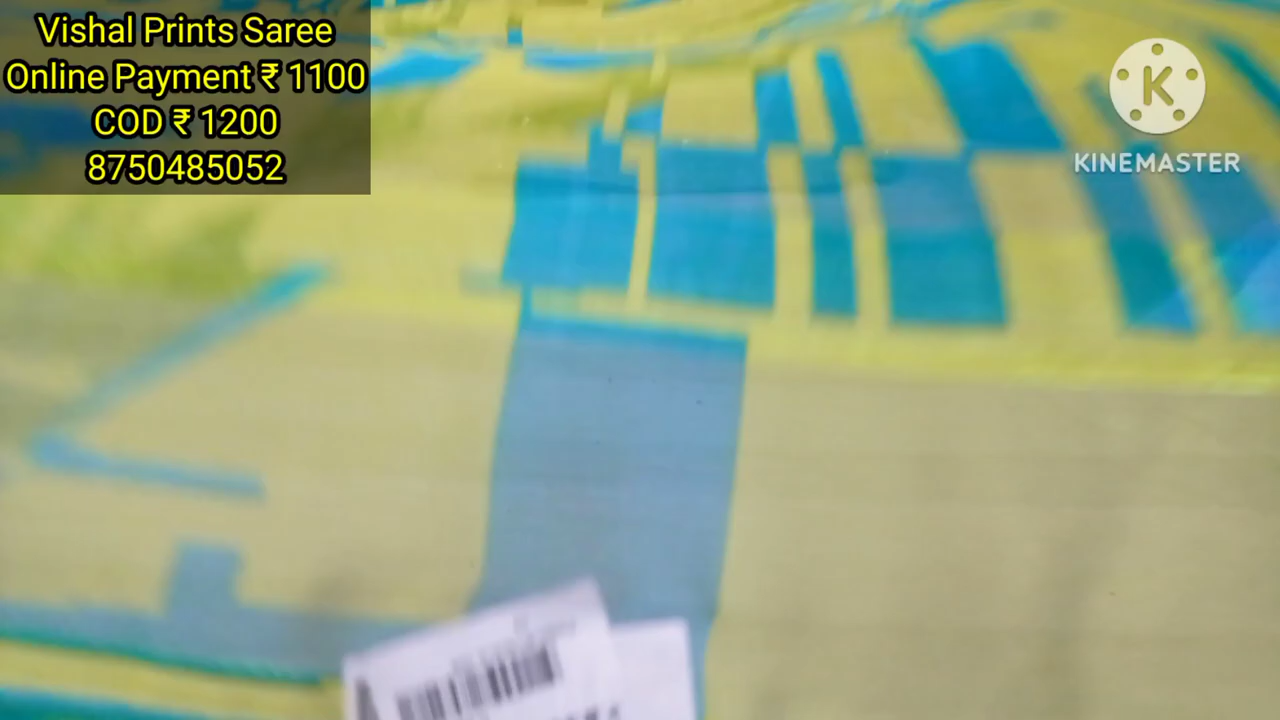 Vishal Prints Saree
Online Payment ₹ 1100
COD ₹ 1200
8750485052
K
KINEMASTER